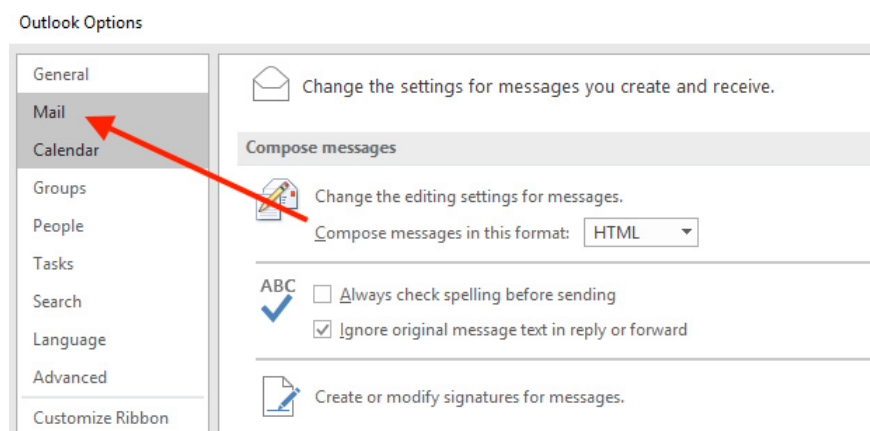 Outlook Options
General
Mail
Calendar
Groups
People
Tasks
Search
Language
Advanced
Customize Ribbon
Change the settings for messages you create and receive.
Compose messages
Change the editing settings for messages.
Compose messages in this format: HTML
ABC
Always check spelling before sending
Ignore original message text in reply or forward
Create or modify signatures for messages.